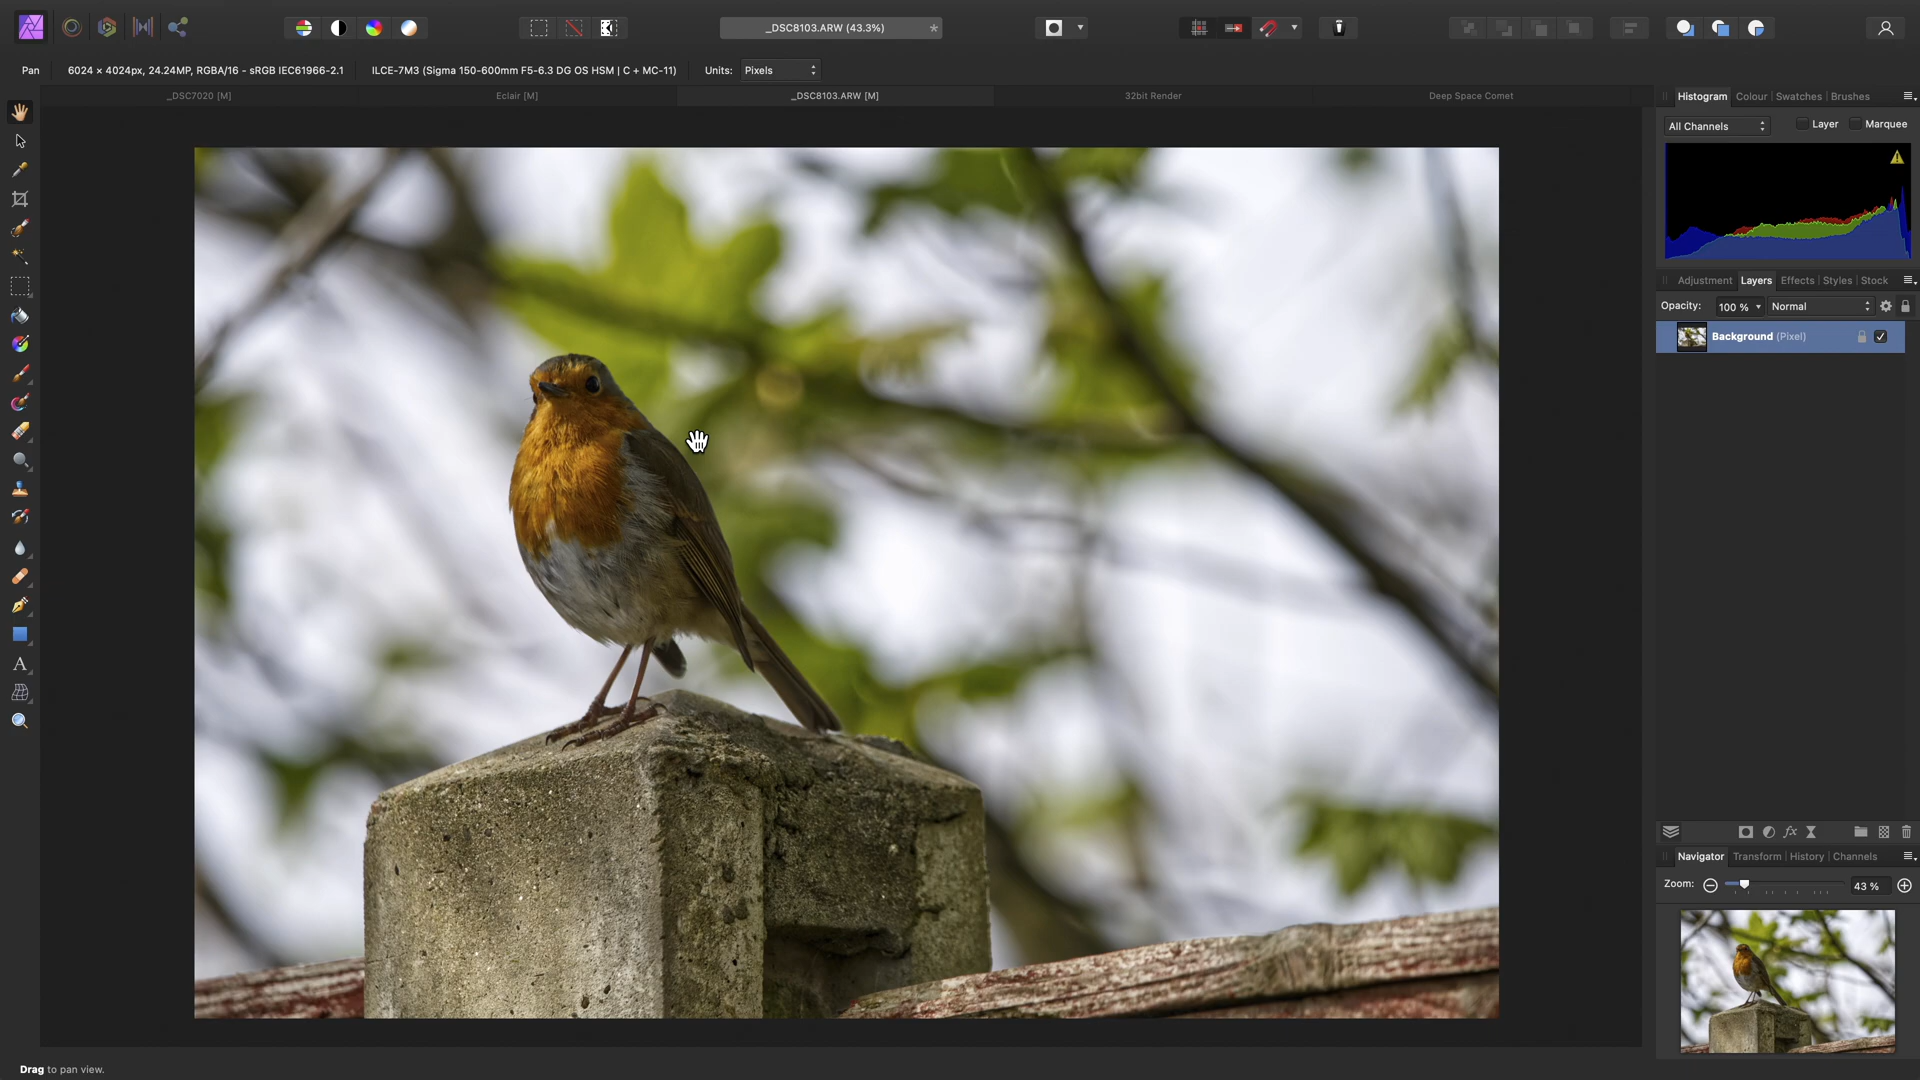 _DSC8103.ARW (43.3%)
Pan
6024 × 4024px, 24.24MP, RGBA/16 - sRGB IEC61966-2.1
ILCE-7M3 (Sigma 150-600mm F5-6.3 DG OS HSM | C + MC-11)
Units:
Pixels
_DSC7020 [M]
Eclair [M]
_DSC8103.ARW [M]
32bit Render
Deep Space Comet
Histogram
Colour
Swatches
Brushes
All Channels
Layer
Marquee
Adjustment
Layers
Effects
Styles
Stock
Opacity:
100 %
Normal
Background (Pixel)
Navigator
Transform
History
Channels
Zoom:
43 %
Drag to pan view.